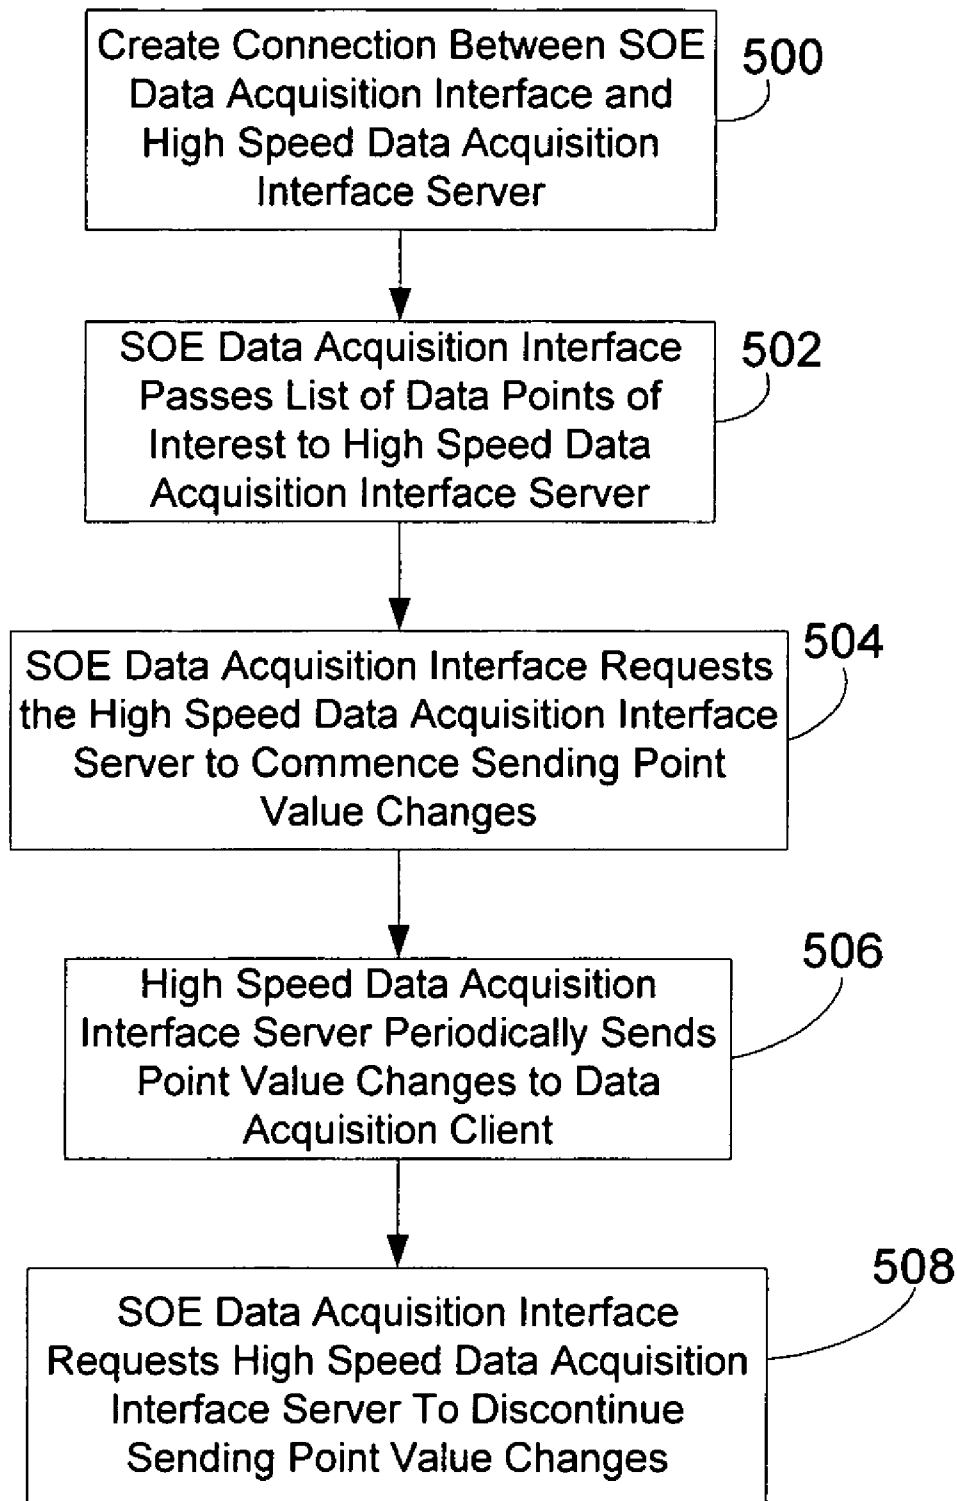 Create Connection Between SOE
Data Acquisition Interface and
High Speed Data Acquisition
Interface Server
500
SOE Data Acquisition Interface
Passes List of Data Points of
Interest to High Speed Data
Acquisition Interface Server
502
SOE Data Acquisition Interface Requests
the High Speed Data Acquisition Interface
Server to Commence Sending Point
Value Changes
504
High Speed Data Acquisition
Interface Server Periodically Sends
Point Value Changes to Data
Acquisition Client
506
SOE Data Acquisition Interface
Requests High Speed Data Acquisition
Interface Server To Discontinue
Sending Point Value Changes
508